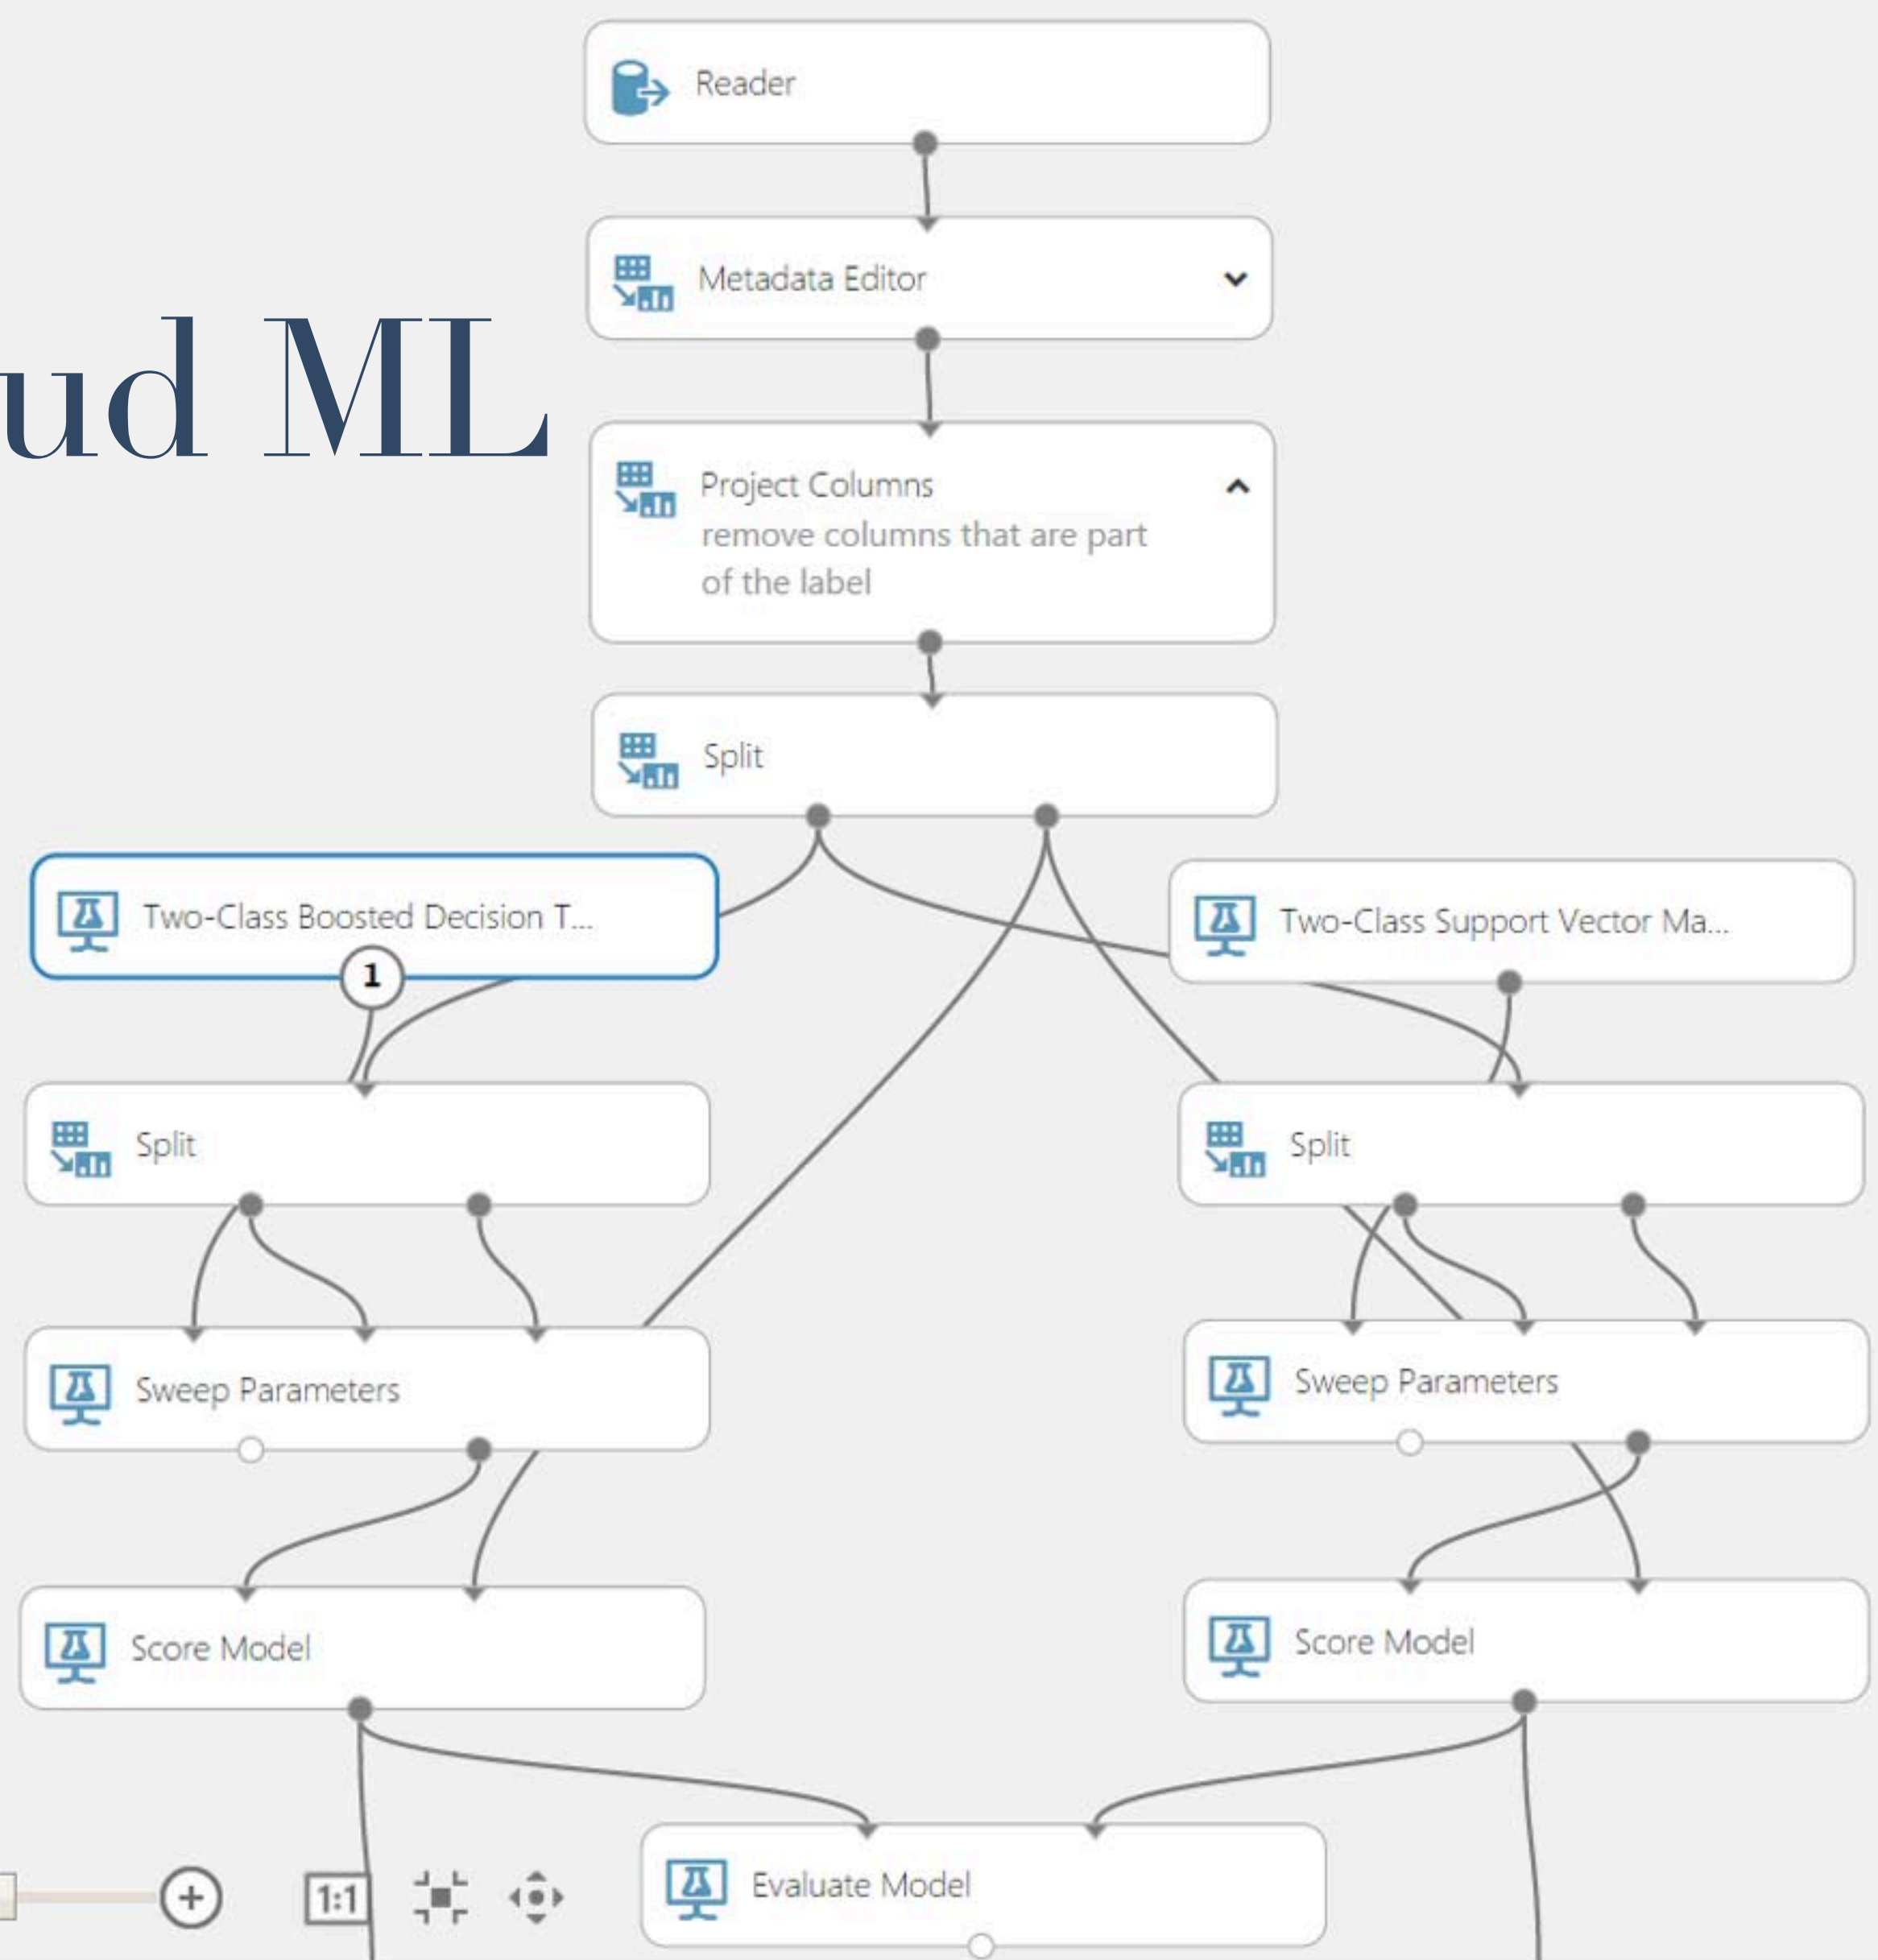 Reader
Metadata Editor
ud ML
Project Columns
remove columns that are part
of the label
Split
Two-Class Boosted Decision T...
Two-Class Support Vector Ma...
1
Split
Split
Sweep Parameters
Sweep Parameters
Score Model
Score Model
Evaluate Model
1:1